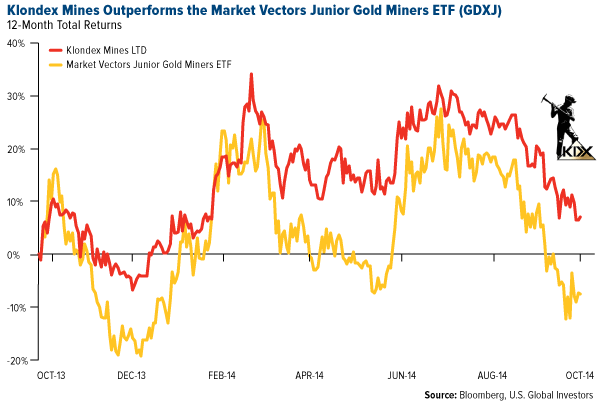 Klondex Mines Outperforms the Market Vectors Junior Gold Miners ETF (GDXJ)
12-Month Total Returns
40%
Klondex Mines LTD
Market Vectors Junior Gold Miners ETF
30%
20%
10%
0%
-10%
-20%
KDX
OCT-13 DEC-13 FEB-14 APR-14 JUN-14 AUG-14 OCT-14
Source: Bloomberg, U.S. Global Investors